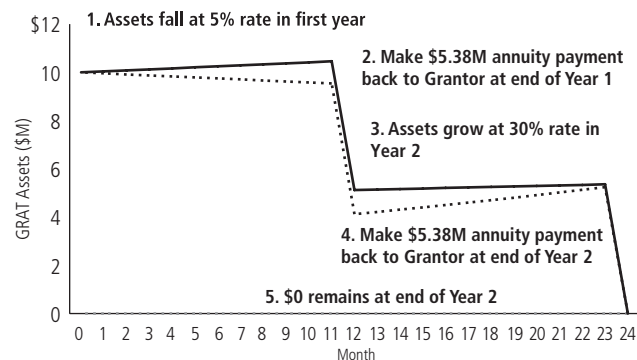 $12
1. Assets fall at 5% rate in first year
2. Make $5.38M annuity payment
back to Grantor at end of Year 1
10
8
3. Assets grow at 30% rate in
Year 2
6
GRAT Assets ($M)
4
4. Make $5.38M annuity payment
back to Grantor at end of Year 2
2
5. $0 remains at end of Year 2
0
0 1 2 3 4 5 6 7 8 9 10 11 12 13 14 15 16 17 18 19 20 21 22 23 24
Month